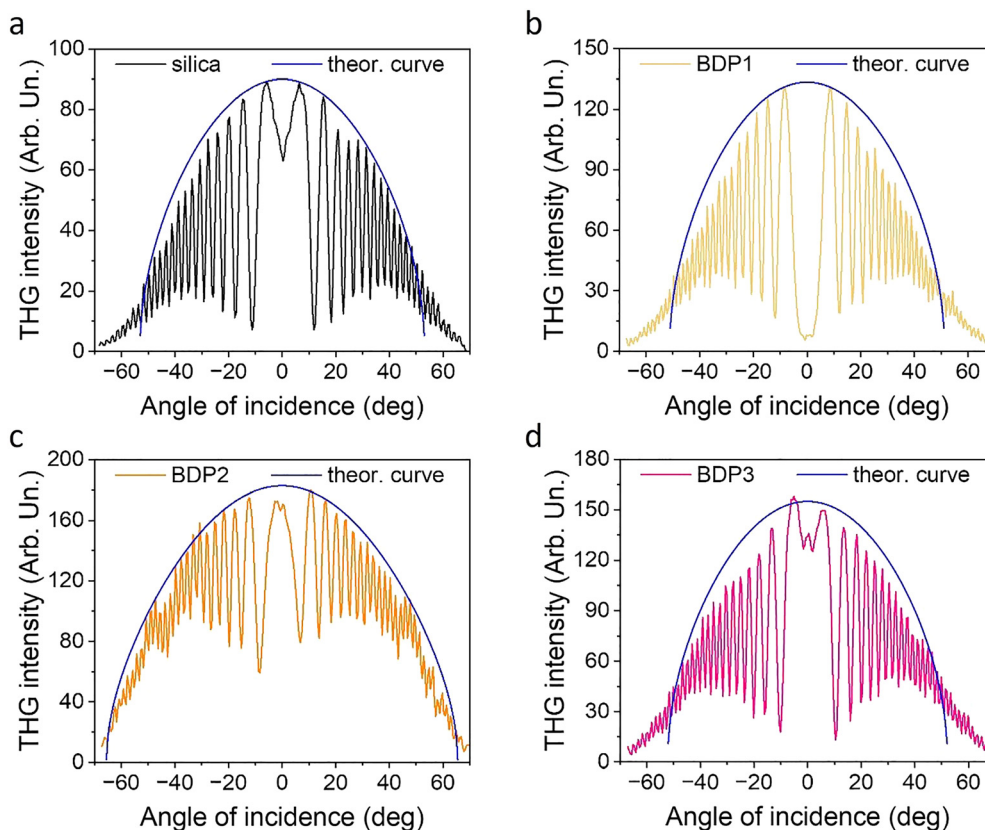 a
silica theor. curve
100
80
60
40
20
0
THG intensity (Arb. Un.)
−60 −40 −20 0 20 40 60
Angle of incidence (deg)
b
BDP1 theor. curve
150
120
90
60
30
0
THG intensity (Arb. Un.)
−60 −40 −20 0 20 40 60
Angle of incidence (deg)
c
BDP2 theor. curve
200
160
120
80
40
0
THG intensity (Arb. Un.)
−60 −40 −20 0 20 40 60
Angle of incidence (deg)
d
BDP3 theor. curve
180
150
120
90
60
30
0
THG intensity (Arb. Un.)
−60 −40 −20 0 20 40 60
Angle of incidence (deg)